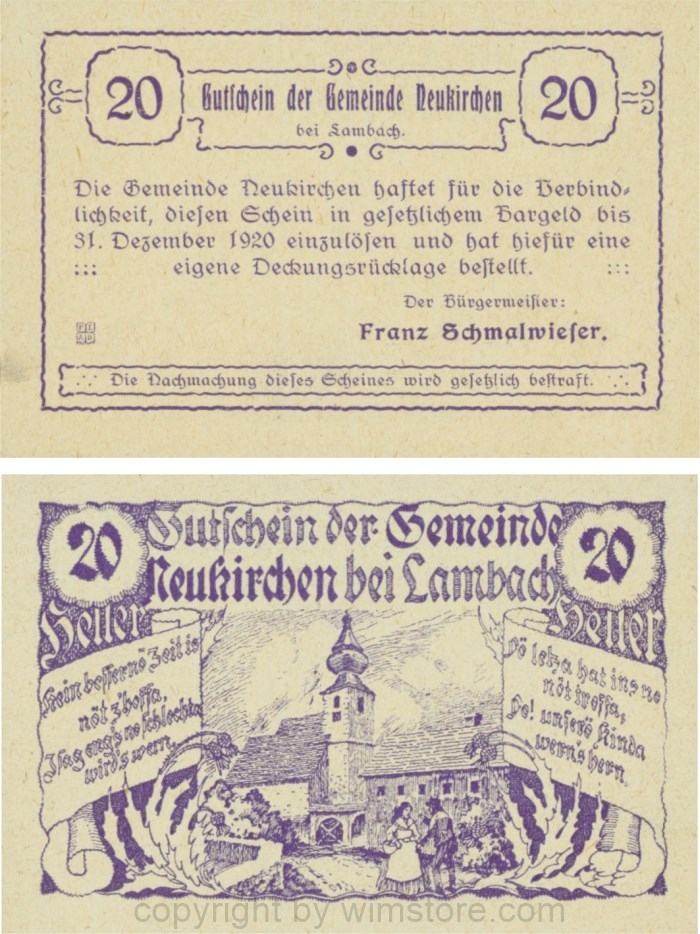 20
Gutschein der Gemeinde Neukirchen
20
bei Lambach.
Die Gemeinde Neukirchen haftet für die Verbind-
lichkeit, diesen Schein in gesetzlichem Bargeld bis
31. Dezember 1920 einzulösen und hat hiefür eine
eigene Deckungsrücklage bestellt.
Der Bürgermeister:
Franz Schmalwieser.
Die Nachmachung dieses Scheines wird gesetzlich bestraft.
20
Gutschein der Gemeinde
20
Neukirchen bei Lambach
Heller
Heller
Kein bessernö Zeit is
nöt z'hoffa.
I sag eng's no schlechta
wird's wern.
Dö letza hat ins no
nöt troffa,
De! unserö Kinda
wern's hern.
copyright by wimstore.com